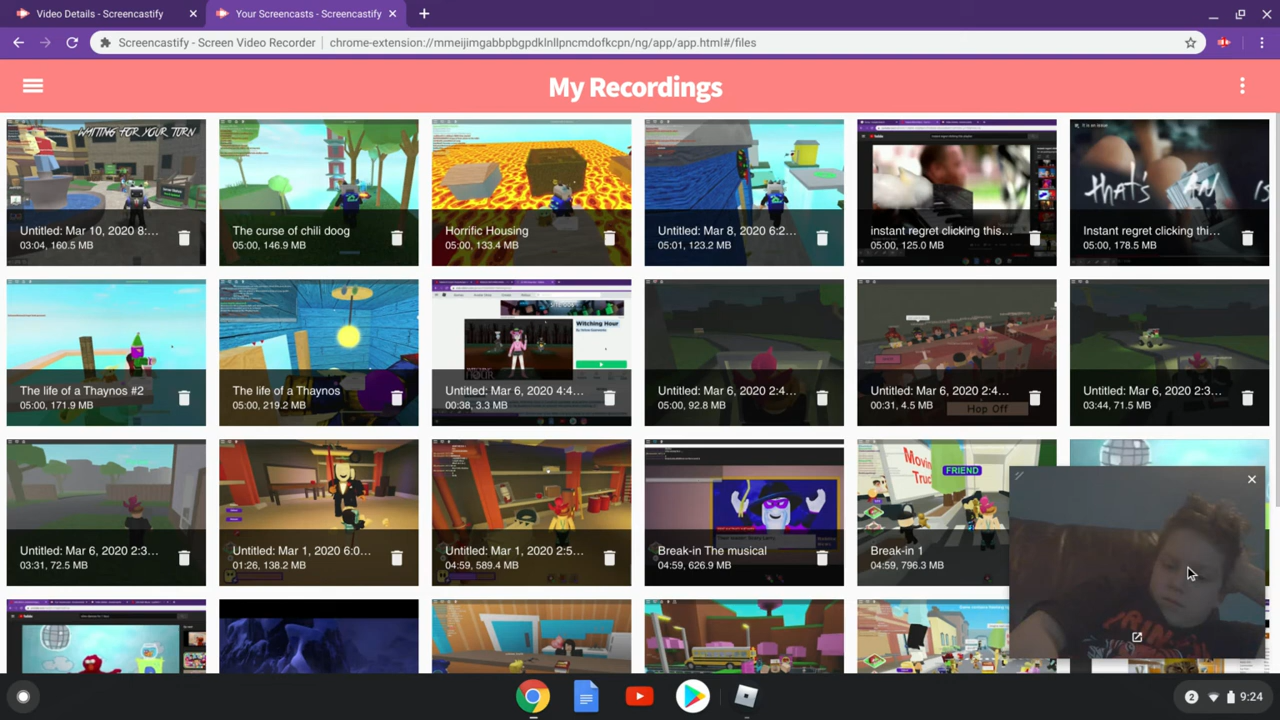 Video Details - Screencastify
Your Screencasts - Screencastify
Screencastify - Screen Video Recorder
chrome-extension://mmeijimgabbpbgpdklnllpncmdofkcpn/ng/app/app.html#/files
My Recordings
WAITING FOR YOUR TURN
Untitled: Mar 10, 2020 8:...
03:04, 160.5 MB
The curse of chili doog
05:00, 146.9 MB
Horrific Housing
05:00, 133.4 MB
Untitled: Mar 8, 2020 6:2...
05:01, 123.2 MB
instant regret clicking this...
05:00, 125.0 MB
that's AN
Instant regret clicking thi...
05:00, 178.5 MB
The life of a Thaynos #2
05:00, 171.9 MB
The life of a Thaynos
05:00, 219.2 MB
Witching Hour
Untitled: Mar 6, 2020 4:4...
00:38, 3.3 MB
Untitled: Mar 6, 2020 2:4...
05:00, 92.8 MB
Untitled: Mar 6, 2020 2:4...
00:31, 4.5 MB
Hop Off
Untitled: Mar 6, 2020 2:3...
03:44, 71.5 MB
Untitled: Mar 6, 2020 2:3...
03:31, 72.5 MB
Untitled: Mar 1, 2020 6:0...
01:26, 138.2 MB
Untitled: Mar 1, 2020 2:5...
04:59, 589.4 MB
Break-in The musical
04:59, 626.9 MB
Moving
Truck
FRIEND
Break-in 1
04:59, 796.3 MB
2
9:24